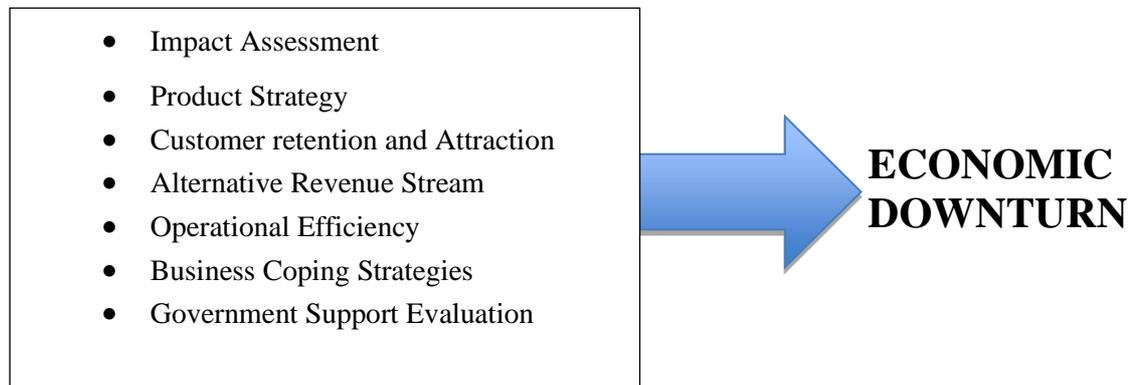 • Impact Assessment
• Product Strategy
• Customer retention and Attraction
• Alternative Revenue Stream
• Operational Efficiency
• Business Coping Strategies
• Government Support Evaluation
ECONOMIC
DOWNTURN